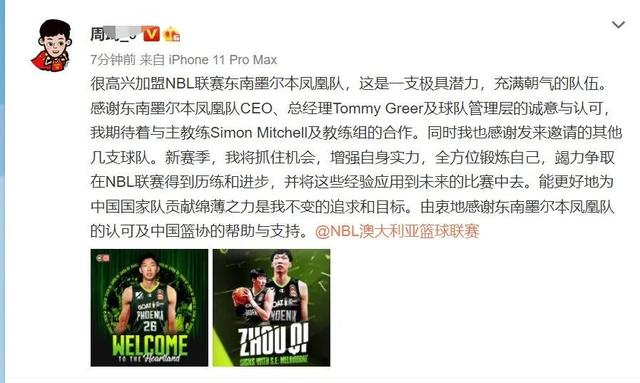 周
7分钟前 来自 iPhone 11 Pro Max
很高兴加盟NBL联赛东南墨尔本凤凰队，这是一支极具潜力，充满朝气的队伍。
感谢东南墨尔本凤凰队CEO、总经理Tommy Greer及球队管理层的诚意与认可，
我期待着与主教练Simon Mitchell及教练组的合作。同时我也感谢发来邀请的其他
几支球队。新赛季，我将抓住机会，增强自身实力，全方位锻炼自己，竭力争取
在NBL联赛得到历练和进步，并将这些经验应用到未来的比赛中去。能更好地为
中国国家队贡献绵薄之力是我不变的追求和目标。由衷地感谢东南墨尔本凤凰队
的认可及中国篮协的帮助与支持。@NBL澳大利亚篮球联赛
GOAT
PHOENIX
26
WELCOME
TO THE Heartland
GOAT
PHOENIX
ZHOU QI
SIGNS WITH S.E. MELBOURNE